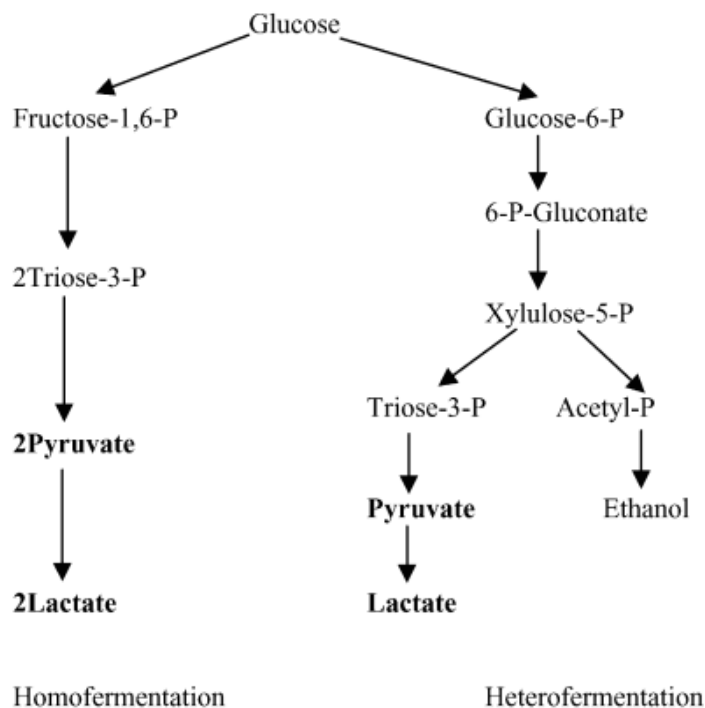 Glucose
Fructose-1,6-P
Glucose-6-P
6-P-Gluconate
2Triose-3-P
Xylulose-5-P
Triose-3-P
Acetyl-P
2Pyruvate
Pyruvate
Ethanol
2Lactate
Lactate
Homofermentation
Heterofermentation